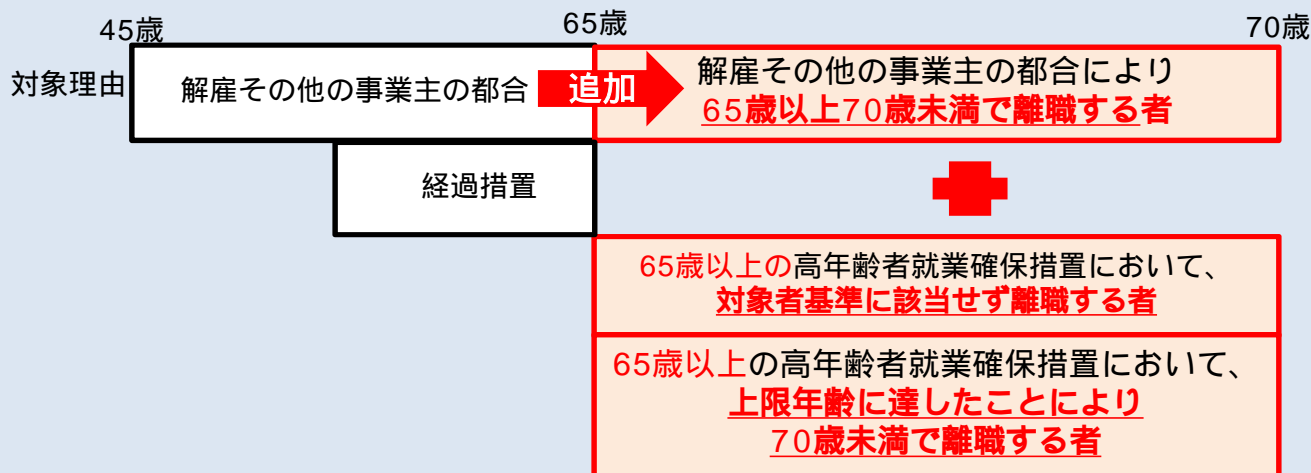 45歳
65歳
70歳
対象理由
解雇その他の事業主の都合
追加
解雇その他の事業主の都合により
65歳以上70歳未満で離職する者
経過措置
65歳以上の高年齢者就業確保措置において、
対象者基準に該当せず離職する者
65歳以上の高年齢者就業確保措置において、
上限年齢に達したことにより
70歳未満で離職する者